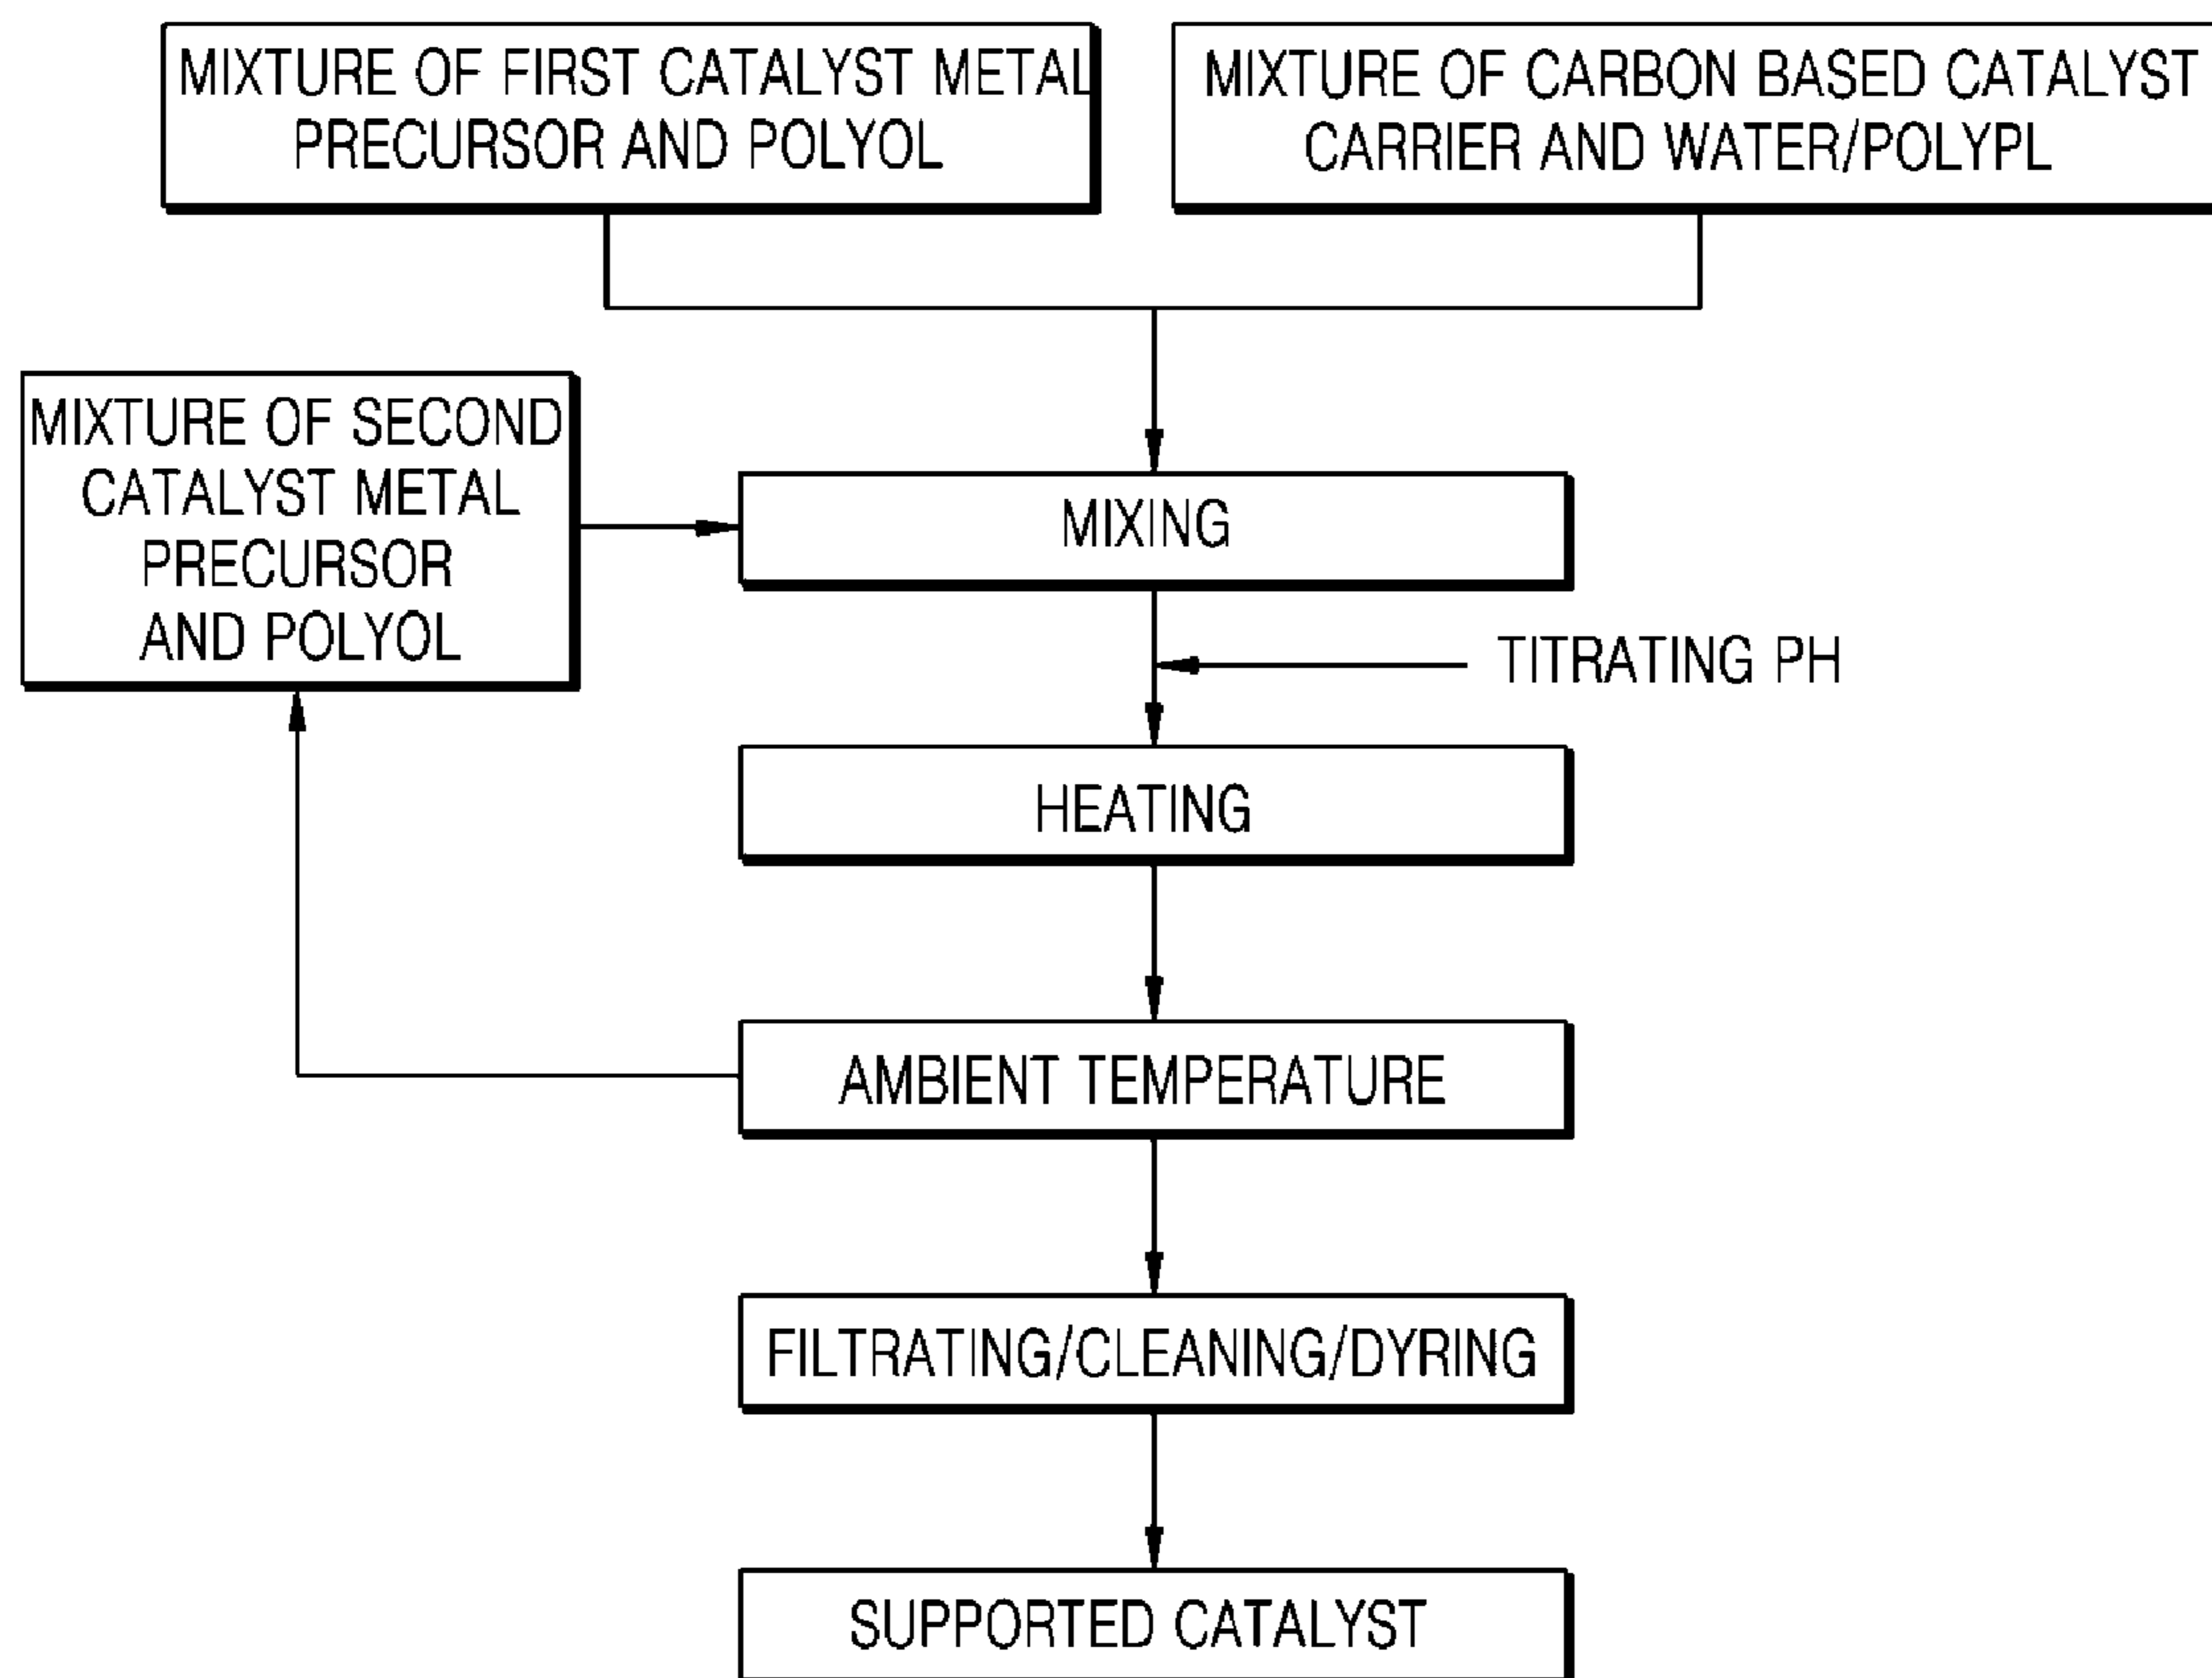 MIXTURE OF FIRST CATALYST METAL
PRECURSOR AND POLYOL
MIXTURE OF CARBON BASED CATALYST
CARRIER AND WATER/POLYPL
MIXTURE OF SECOND
CATALYST METAL
PRECURSOR
AND POLYOL
MIXING
TITRATING PH
HEATING
AMBIENT TEMPERATURE
FILTRATING/CLEANING/DYRING
SUPPORTED CATALYST